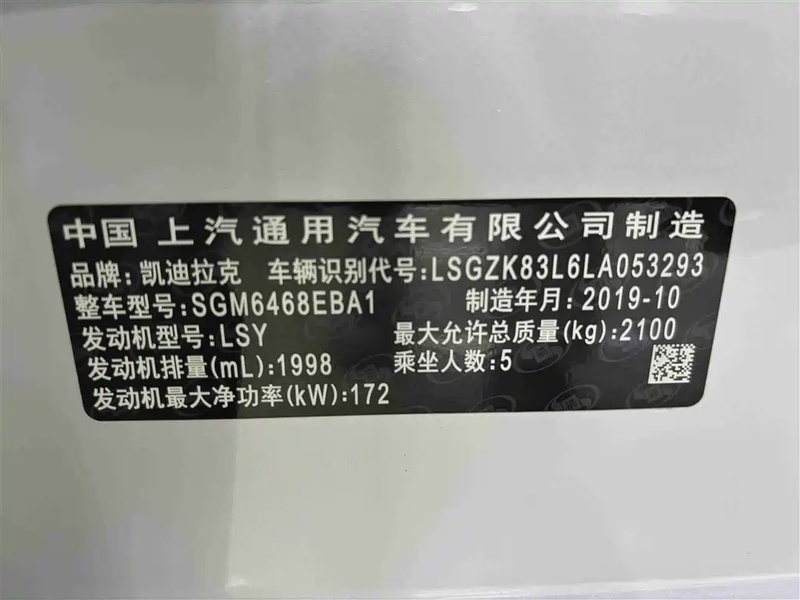 中国 上汽通用汽车有限公司制造
品牌:凯迪拉克 车辆识别代号:LSGZK83L6LA053293
整车型号:SGM6468EBA1 制造年月:2019-10
发动机型号:LSY 最大允许总质量(kg):2100
发动机排量(mL):1998 乘坐人数:5
发动机最大净功率(kW):172